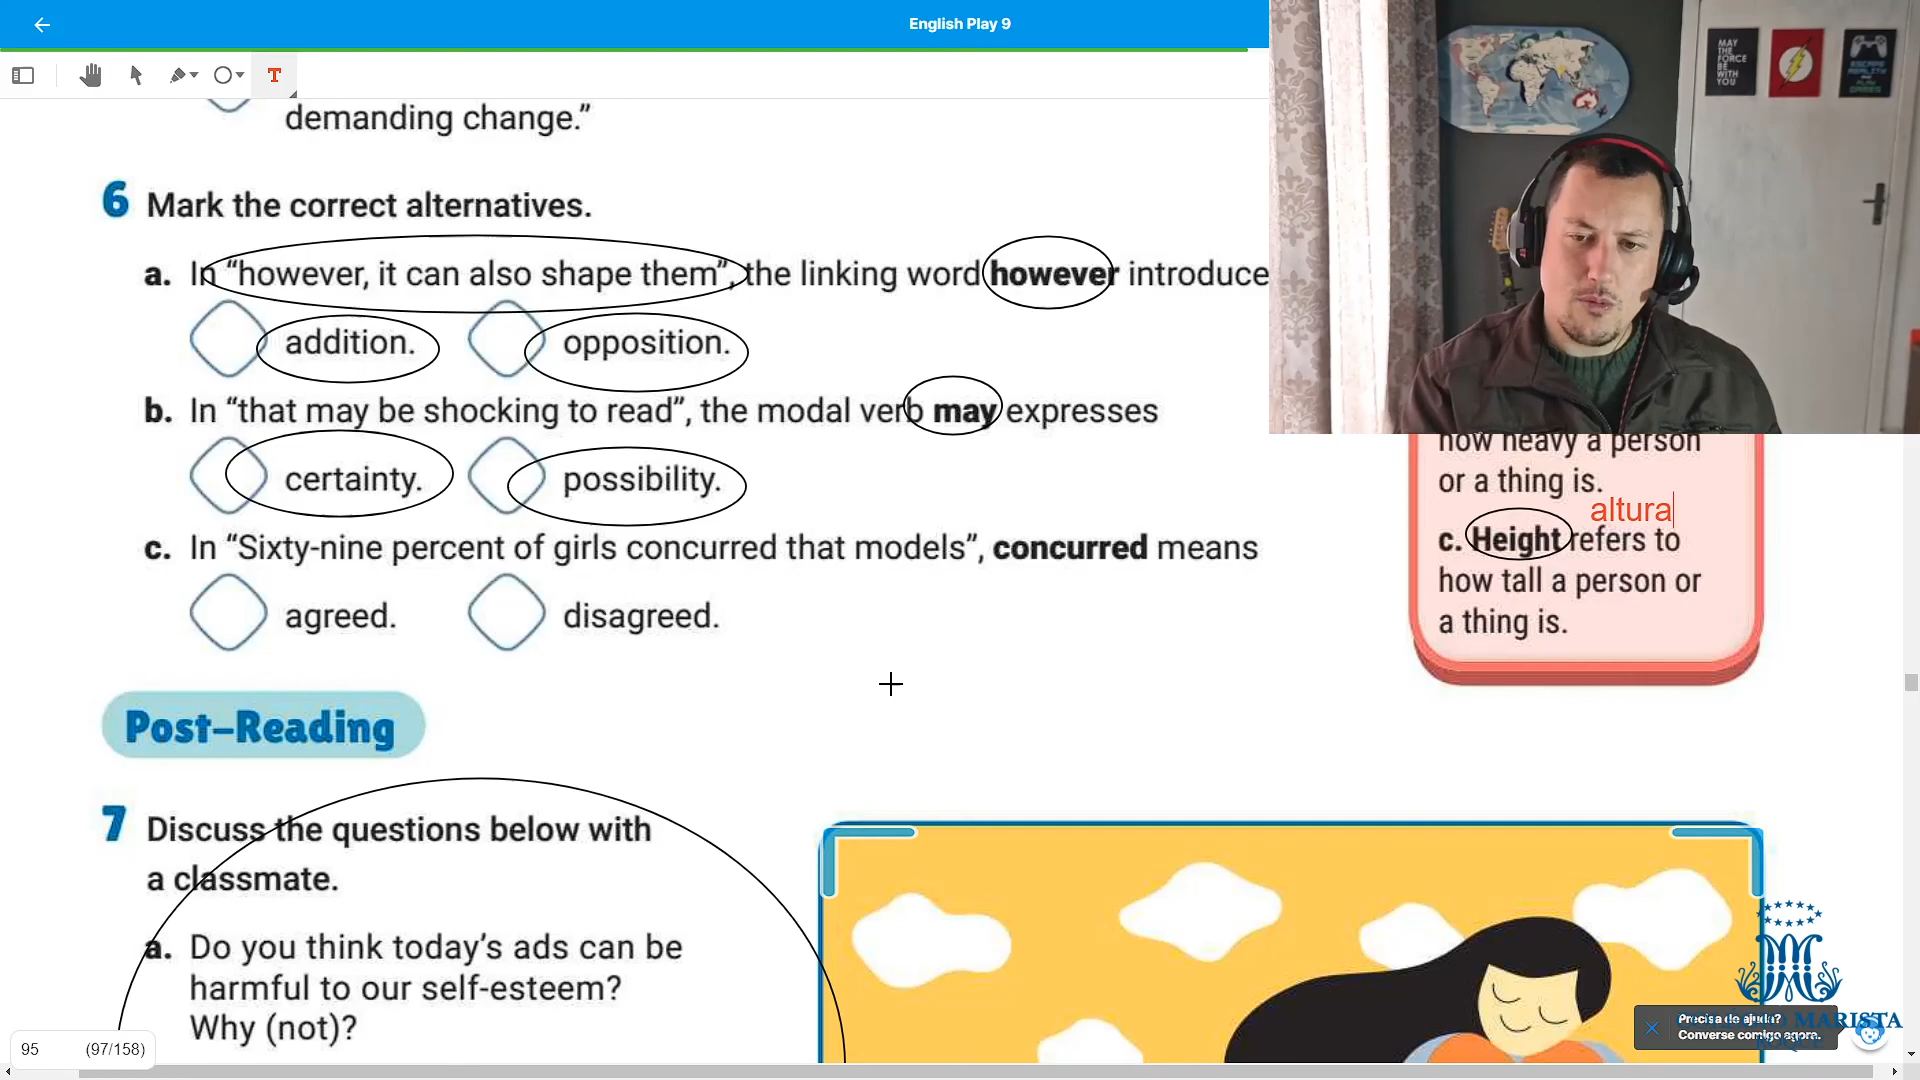 English Play 9
T
MAY THE FORCE BE WITH YOU
ESCAPE REALITY AND PLAY GAMES
demanding change.”
6 Mark the correct alternatives.
a. In “however, it can also shape them”, the linking word however introduce
addition. opposition.
b. In “that may be shocking to read”, the modal verb may expresses
certainty. possibility.
c. In “Sixty-nine percent of girls concurred that models”, concurred means
agreed. disagreed.
how heavy a person
or a thing is.
altura
c. Height refers to
how tall a person or
a thing is.
Post-Reading
7 Discuss the questions below with
a classmate.
a. Do you think today’s ads can be
harmful to our self-esteem?
Why (not)?
95 (97/158)
Precisa de ajuda?
Converse comigo agora.
MARISTA